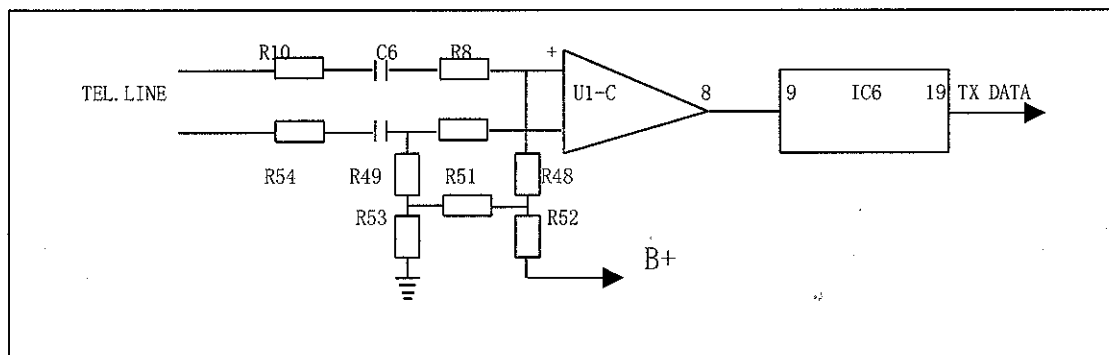 R10 C6 R8
+
TEL. LINE U1-C 8 9 IC6 19 TX DATA
R54 R49 R51 R48
R53 R52
B+